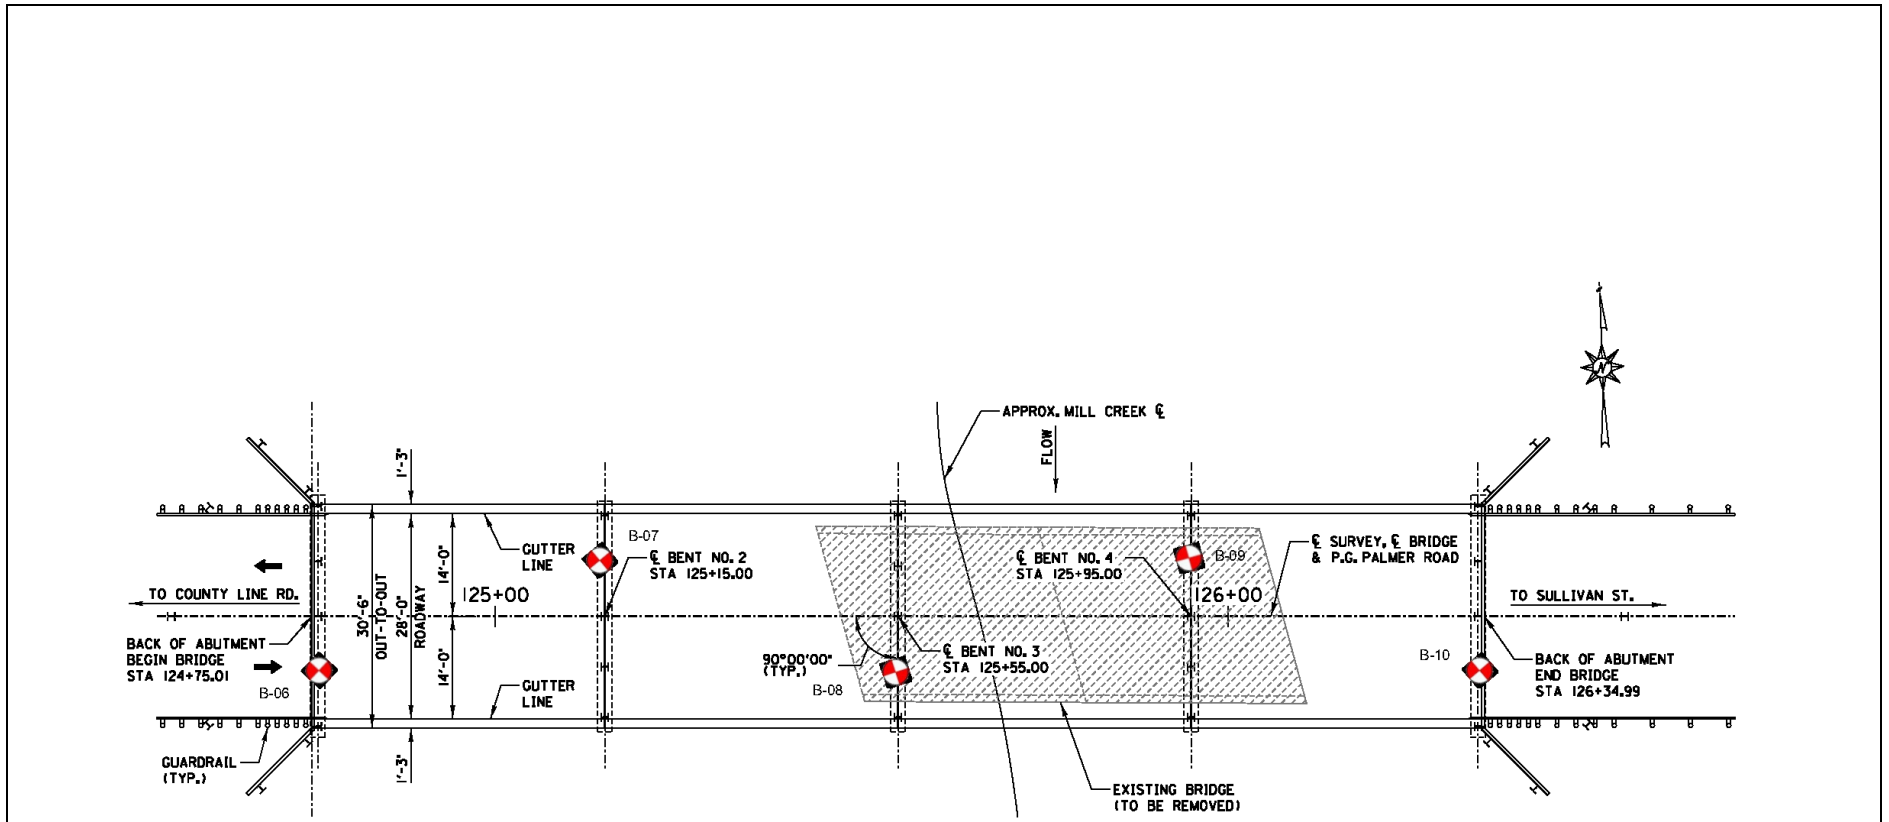 N
APPROX. MILL CREEK ℄
FLOW
1'-3"
B-07
GUTTER
LINE
℄ BENT NO. 2
STA 125+15.00
14'-0"
30'-6"
OUT-TO-OUT
28'-0"
ROADWAY
14'-0"
TO COUNTY LINE RD.
125+00
℄ BENT NO. 4
STA 125+95.00
B-09
126+00
℄ SURVEY, ℄ BRIDGE
& P.G. PALMER ROAD
TO SULLIVAN ST.
BACK OF ABUTMENT
BEGIN BRIDGE
STA 124+75.01
B-06
GUTTER
LINE
90°00'00"
(TYP.)
B-08
℄ BENT NO. 3
STA 125+55.00
B-10
BACK OF ABUTMENT
END BRIDGE
STA 126+34.99
GUARDRAIL
(TYP.)
1'-3"
EXISTING BRIDGE
(TO BE REMOVED)